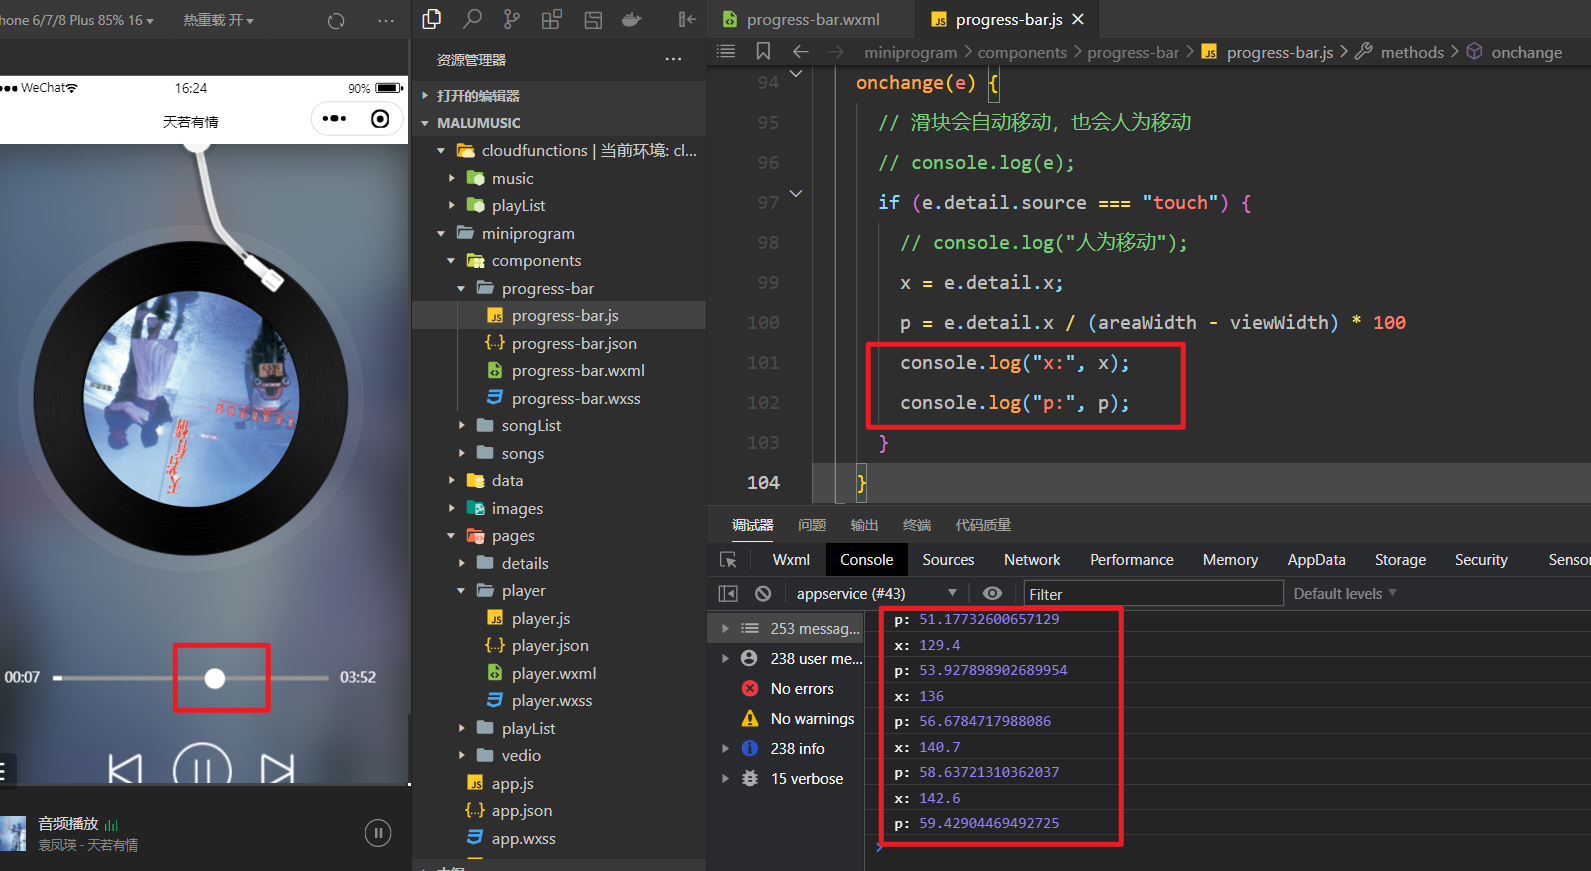 hone 6/7/8 Plus 85% 16
热重载 开
WeChat
16:24
90%
天若有情
天若有情
00:07
03:52
音频播放
袁凤瑛 - 天若有情
资源管理器
打开的编辑器
MALUMUSIC
cloudfunctions | 当前环境: cl...
music
playList
miniprogram
components
progress-bar
progress-bar.js
progress-bar.json
progress-bar.wxml
progress-bar.wxss
songList
songs
data
images
pages
details
player
player.js
player.json
player.wxml
player.wxss
playList
vedio
app.js
app.json
app.wxss
progress-bar.wxml
progress-bar.js
miniprogram > components > progress-bar > progress-bar.js > methods > onchange
94 onchange(e) {
95 // 滑块会自动移动，也会人为移动
96 // console.log(e);
97 if (e.detail.source === "touch") {
98 // console.log("人为移动");
99 x = e.detail.x;
100 p = e.detail.x / (areaWidth - viewWidth) * 100
101 console.log("x:", x);
102 console.log("p:", p);
103 }
104 }
调试器 问题 输出 终端 代码质量
Wxml Console Sources Network Performance Memory AppData Storage Security Sensor
appservice (#43)
Filter
Default levels
253 messag...
238 user me...
No errors
No warnings
238 info
15 verbose
p: 51.17732600657129
x: 129.4
p: 53.927898902689954
x: 136
p: 56.6784717988086
x: 140.7
p: 58.63721310362037
x: 142.6
p: 59.42904469492725